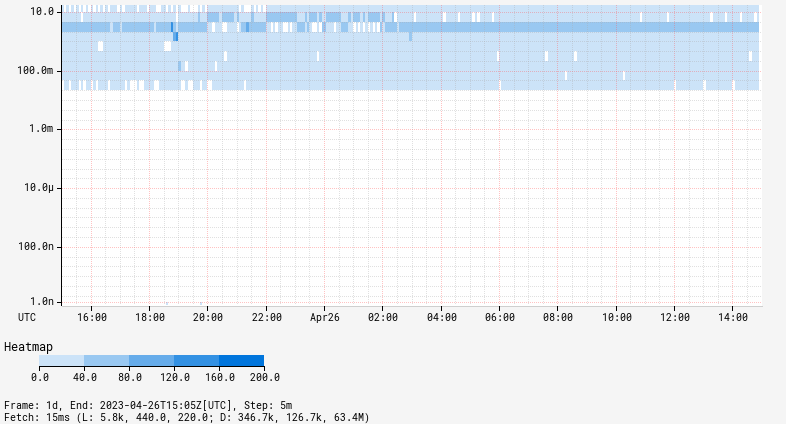 10.0
100.0m
1.0m
10.0µ
100.0n
1.0n
UTC 16:00 18:00 20:00 22:00 Apr26 02:00 04:00 06:00 08:00 10:00 12:00 14:00
Heatmap
0.0 40.0 80.0 120.0 160.0 200.0
Frame: 1d, End: 2023-04-26T15:05Z[UTC], Step: 5m
Fetch: 15ms (L: 5.8k, 440.0, 220.0; D: 346.7k, 126.7k, 63.4M)